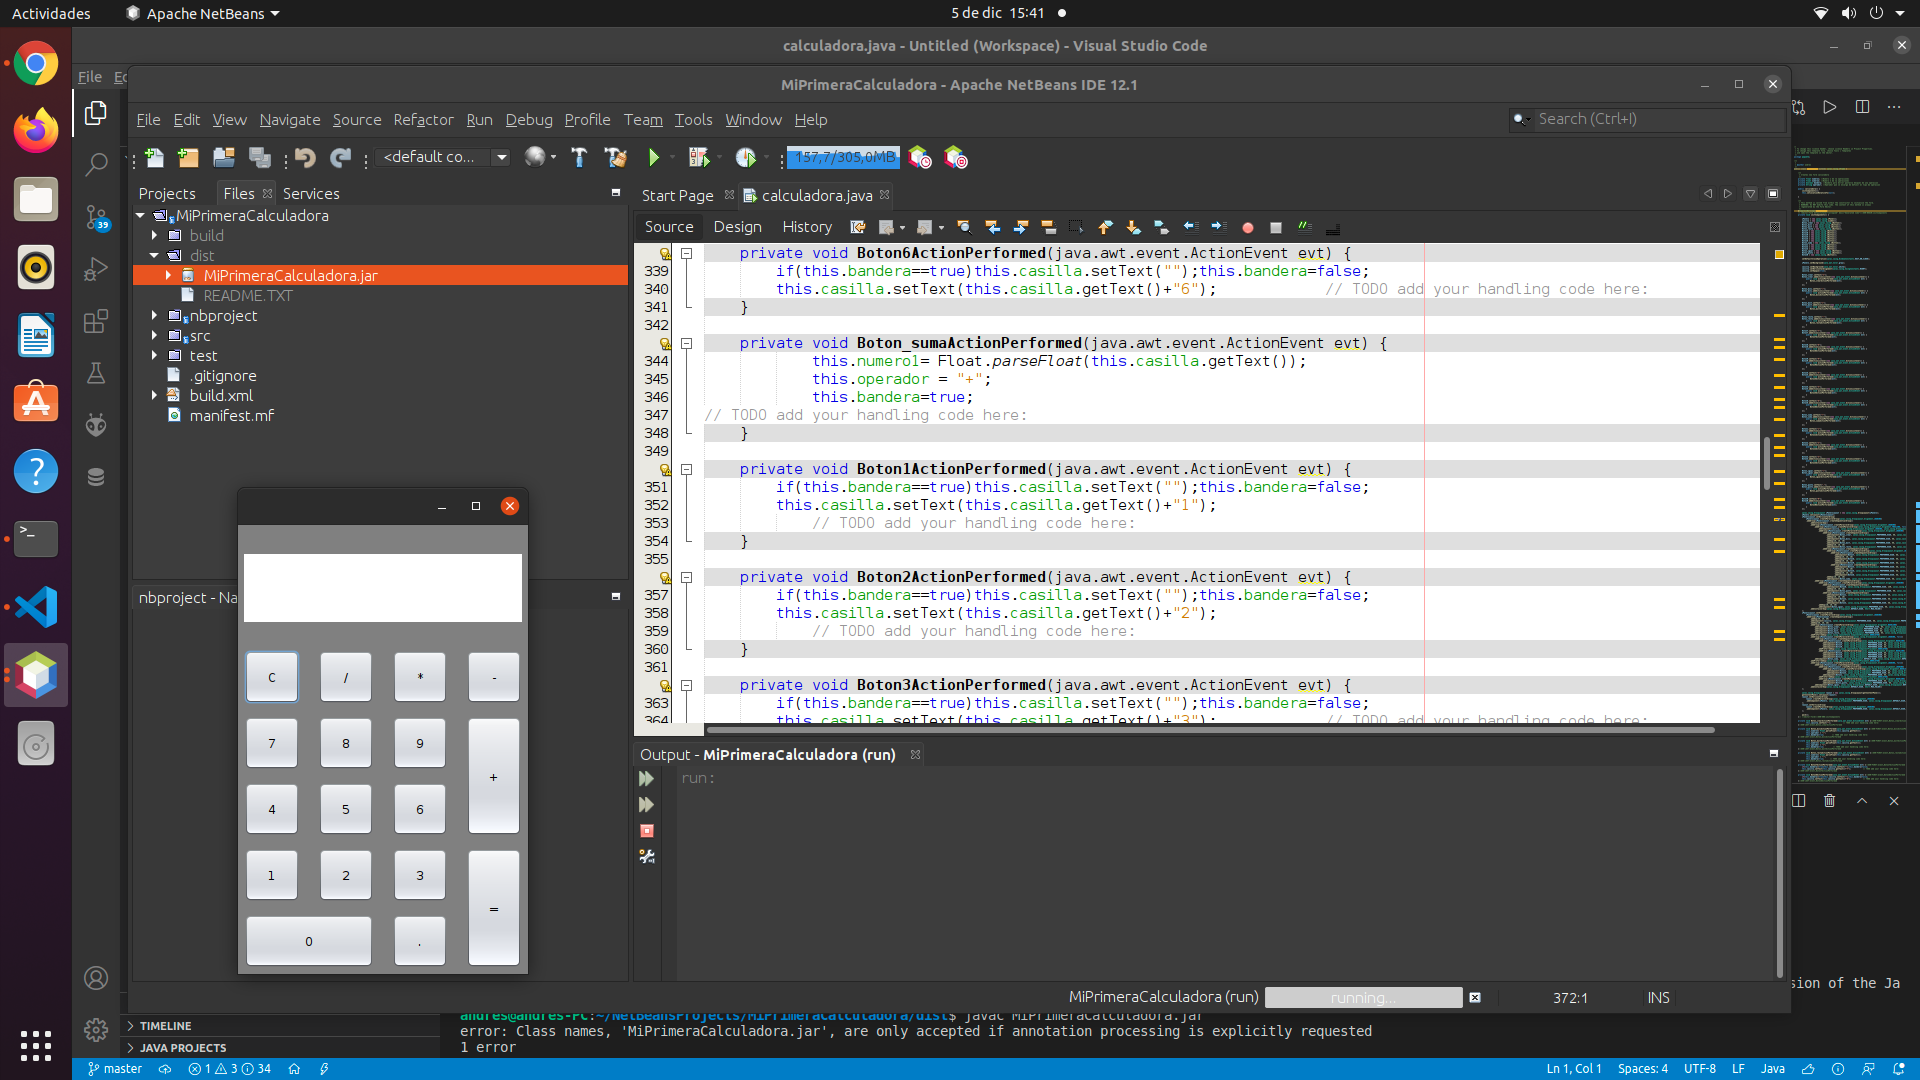 Actividades
Apache NetBeans
5 de dic 15:41
calculadora.java - Untitled (Workspace) - Visual Studio Code
File
MiPrimeraCalculadora - Apache NetBeans IDE 12.1
File Edit View Navigate Source Refactor Run Debug Profile Team Tools Window Help
Search (Ctrl+I)
<default co...
157,7/305,0MB
Projects Files Services
MiPrimeraCalculadora
build
dist
MiPrimeraCalculadora.jar
README.TXT
nbproject
src
test
.gitignore
build.xml
manifest.mf
39
nbproject - Na
C / * -
7 8 9
+
4 5 6
1 2 3
=
0 .
Start Page calculadora.java
Source Design History
private void Boton6ActionPerformed(java.awt.event.ActionEvent evt) {
339 if(this.bandera==true)this.casilla.setText("");this.bandera=false;
340 this.casilla.setText(this.casilla.getText()+"6"); // TODO add your handling code here:
341 }
342
private void Boton_sumaActionPerformed(java.awt.event.ActionEvent evt) {
344 this.numero1= Float.parseFloat(this.casilla.getText());
345 this.operador = "+";
346 this.bandera=true;
347 // TODO add your handling code here:
348 }
349
private void Boton1ActionPerformed(java.awt.event.ActionEvent evt) {
351 if(this.bandera==true)this.casilla.setText("");this.bandera=false;
352 this.casilla.setText(this.casilla.getText()+"1");
353 // TODO add your handling code here:
354 }
355
private void Boton2ActionPerformed(java.awt.event.ActionEvent evt) {
357 if(this.bandera==true)this.casilla.setText("");this.bandera=false;
358 this.casilla.setText(this.casilla.getText()+"2");
359 // TODO add your handling code here:
360 }
361
private void Boton3ActionPerformed(java.awt.event.ActionEvent evt) {
363 if(this.bandera==true)this.casilla.setText("");this.bandera=false;
364 this.casilla.setText(this.casilla.getText()+"3"); // TODO add your handling code here:
Output - MiPrimeraCalculadora (run)
run:
MiPrimeraCalculadora (run) running... 372:1 INS
sion of the Ja
andres@andres-PC:~/NetBeansProjects/MiPrimeraCalculadora/dist$ javac MiPrimeraCalculadora.jar
error: Class names, 'MiPrimeraCalculadora.jar', are only accepted if annotation processing is explicitly requested
1 error
TIMELINE
JAVA PROJECTS
master 1 3 34
Ln 1, Col 1 Spaces: 4 UTF-8 LF Java